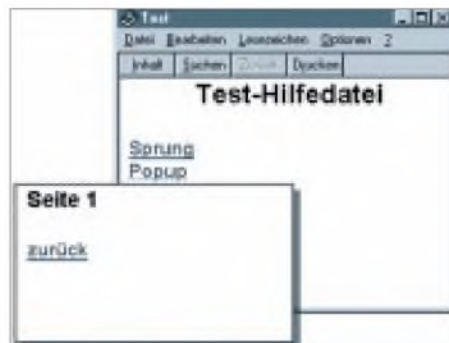 Test
Datei Bearbeiten Lesezeichen Optionen ?
Inhalt Suchen Zurück Drucken
Test-Hilfedatei
Sprung
Popup
Seite 1
zurück